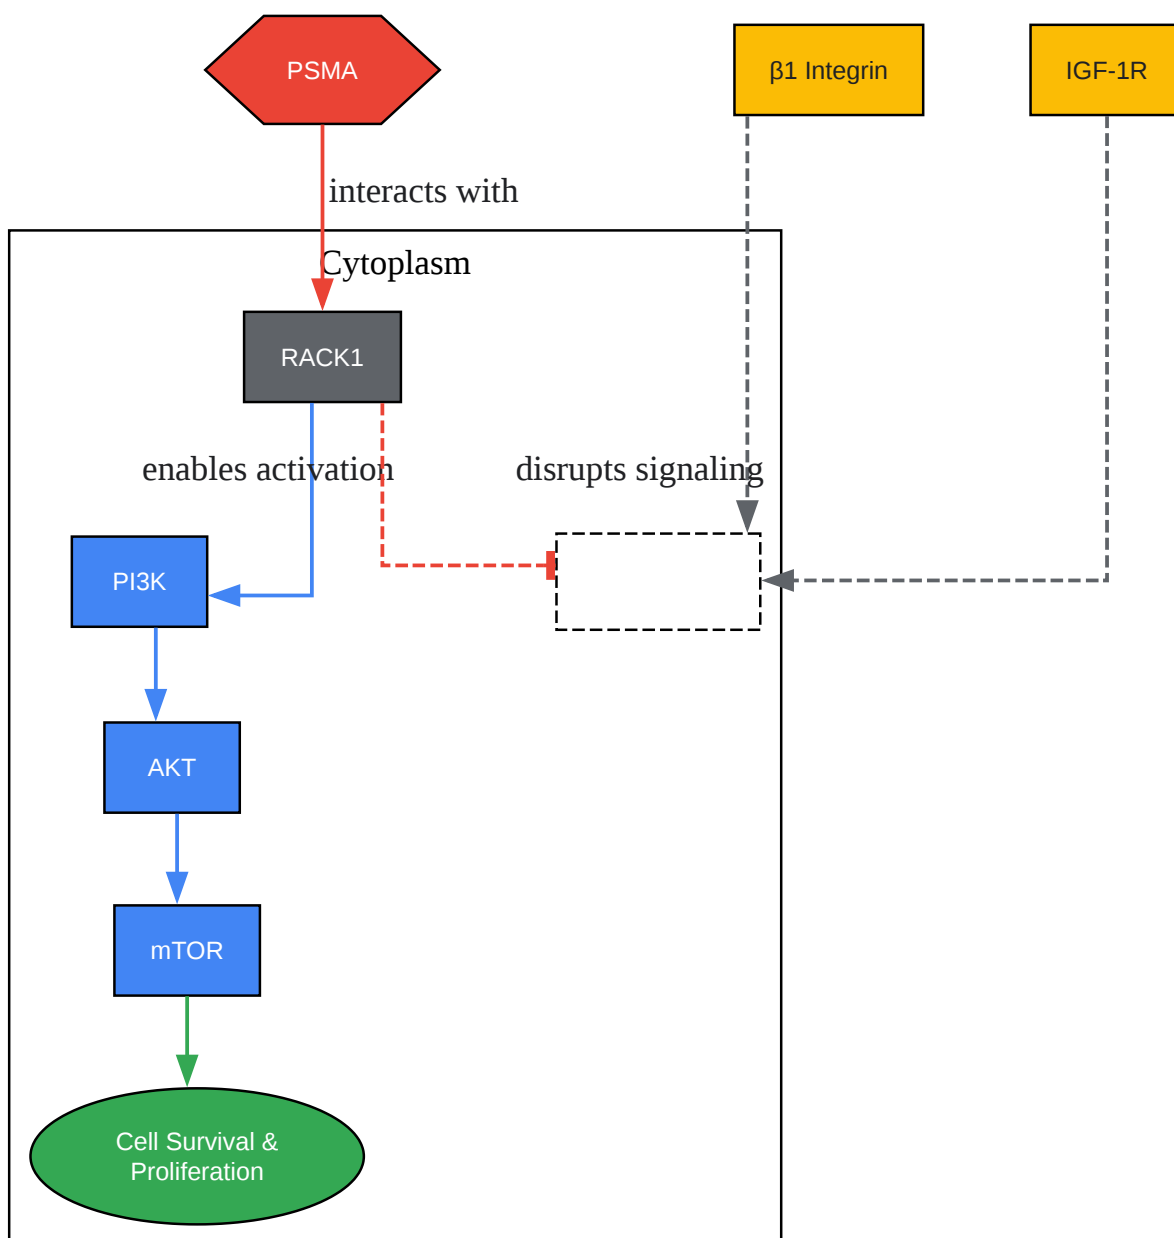 PSMA
β1 Integrin
IGF-1R
interacts with
Cytoplasm
RACK1
enables activation
disrupts signaling
PI3K
AKT
mTOR
Cell Survival &
Proliferation